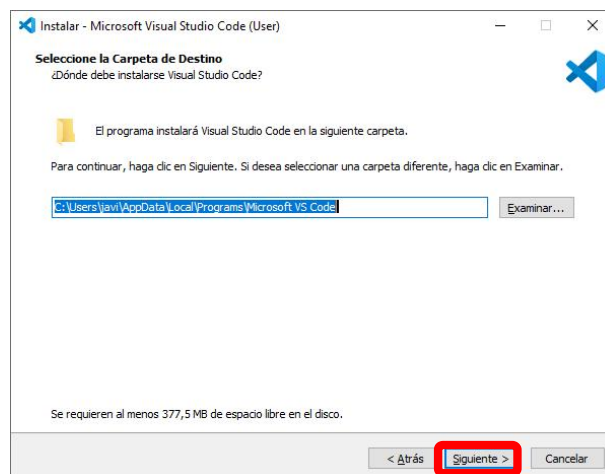 Instalar - Microsoft Visual Studio Code (User)
Seleccione la Carpeta de Destino
¿Dónde debe instalarse Visual Studio Code?
El programa instalará Visual Studio Code en la siguiente carpeta.
Para continuar, haga clic en Siguiente. Si desea seleccionar una carpeta diferente, haga clic en Examinar.
C:\Users\javi\AppData\Local\Programs\Microsoft VS Code
Examinar...
Se requieren al menos 377,5 MB de espacio libre en el disco.
< Atrás
Siguiente >
Cancelar